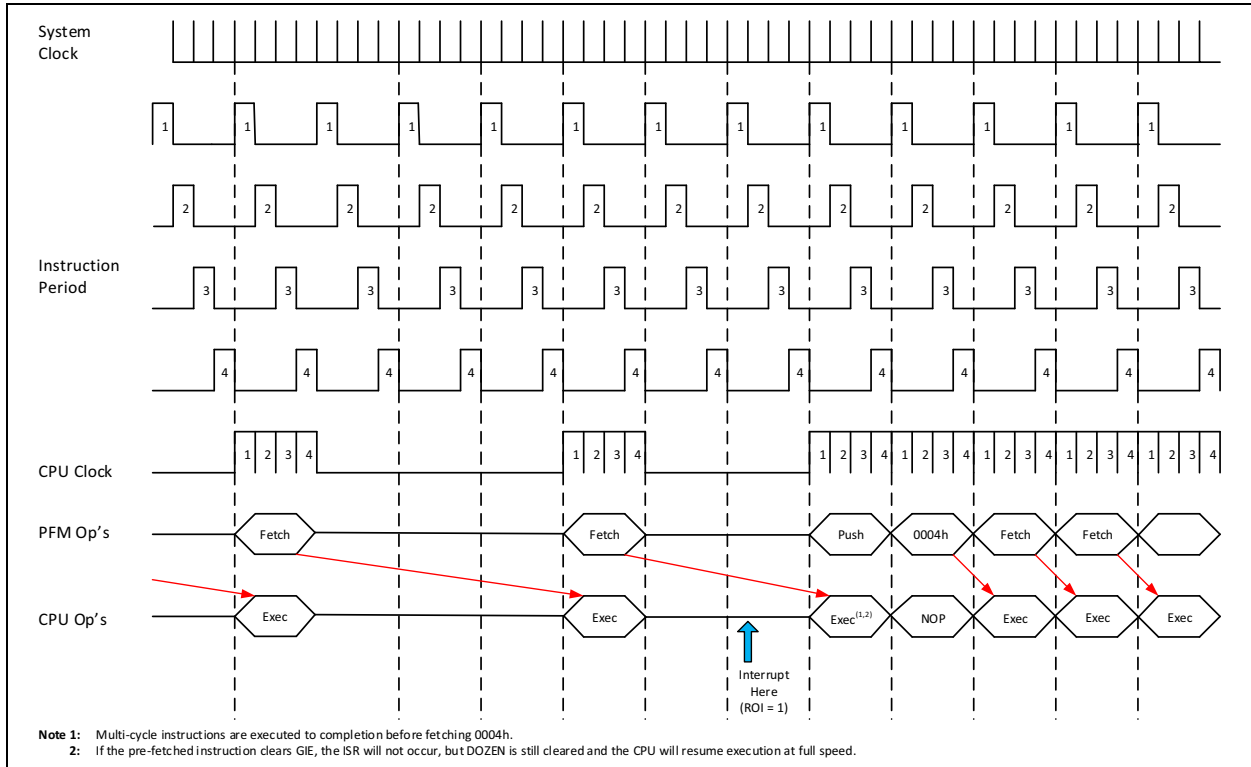 System
Clock
1 1 1 1 1 1 1 1 1 1 1 1 1
2 2 2 2 2 2 2 2 2 2 2 2 2
Instruction
Period
3 3 3 3 3 3 3 3 3 3 3 3 3
4 4 4 4 4 4 4 4 4 4 4 4 4
CPU Clock
1 2 3 4 1 2 3 4 1 2 3 4 1 2 3 4 1 2 3 4 1 2 3 4 1 2 3 4
PFM Op's
Fetch Fetch Push 0004h Fetch Fetch
CPU Op's
Exec Exec Exec(1,2) NOP Exec Exec Exec
Interrupt
Here
(ROI = 1)
Note 1: Multi-cycle instructions are executed to completion before fetching 0004h.
2: If the pre-fetched instruction clears GIE, the ISR will not occur, but DOZEN is still cleared and the CPU will resume execution at full speed.